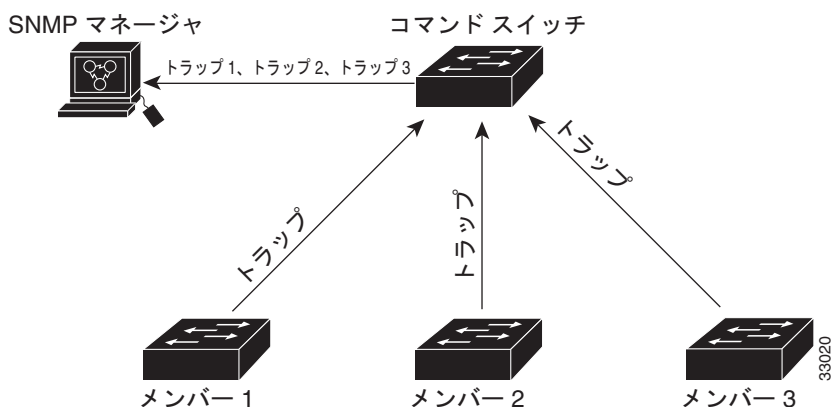 SNMP マネージャ
コマンド スイッチ
トラップ 1、トラップ 2、トラップ 3
トラップ
トラップ
トラップ
メンバー 1
メンバー 2
メンバー 3
33020